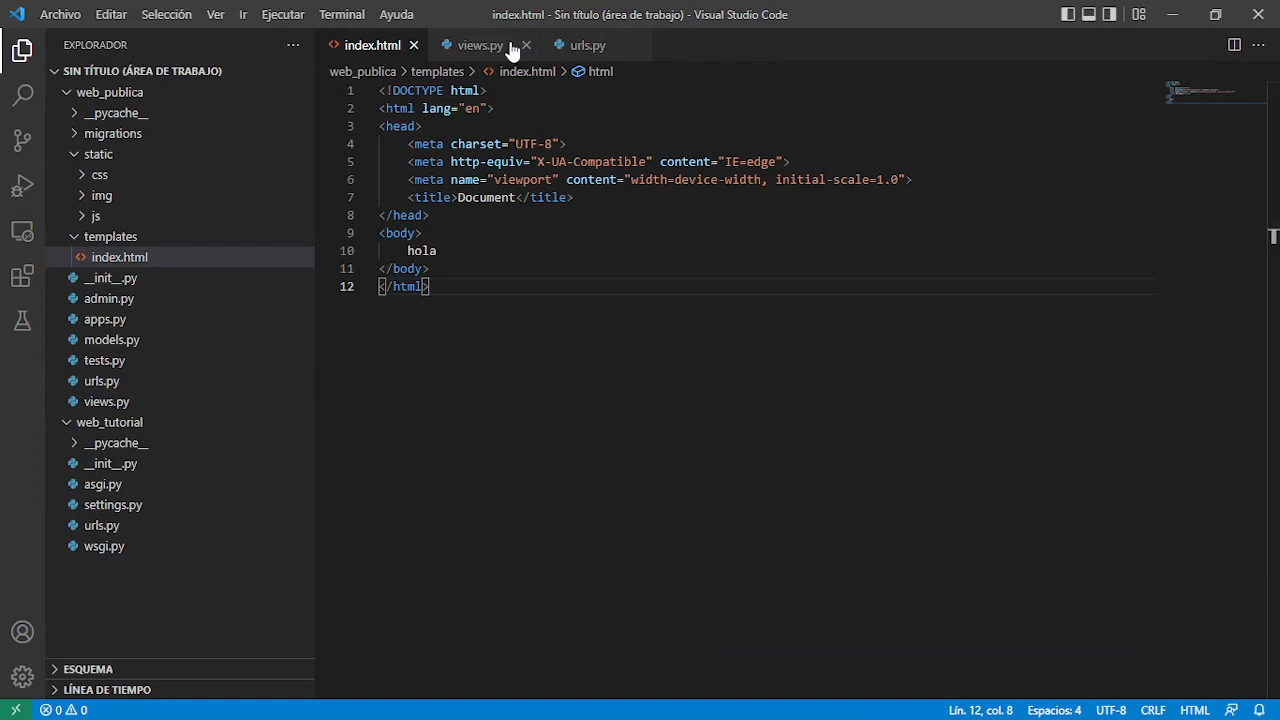 Archivo Editar Selección Ver Ir Ejecutar Terminal Ayuda index.html - Sin título (área de trabajo) - Visual Studio Code
EXPLORADOR
SIN TÍTULO (ÁREA DE TRABAJO)
web_publica
__pycache__
migrations
static
css
img
js
templates
index.html
__init__.py
admin.py
apps.py
models.py
tests.py
urls.py
views.py
web_tutorial
__pycache__
__init__.py
asgi.py
settings.py
urls.py
wsgi.py
ESQUEMA
LÍNEA DE TIEMPO
index.html views.py urls.py
web_publica > templates > index.html > html
1 <!DOCTYPE html>
2 <html lang="en">
3 <head>
4 <meta charset="UTF-8">
5 <meta http-equiv="X-UA-Compatible" content="IE=edge">
6 <meta name="viewport" content="width=device-width, initial-scale=1.0">
7 <title>Document</title>
8 </head>
9 <body>
10 hola
11 </body>
12 </html>
0 0 Lín. 12, col. 8 Espacios: 4 UTF-8 CRLF HTML